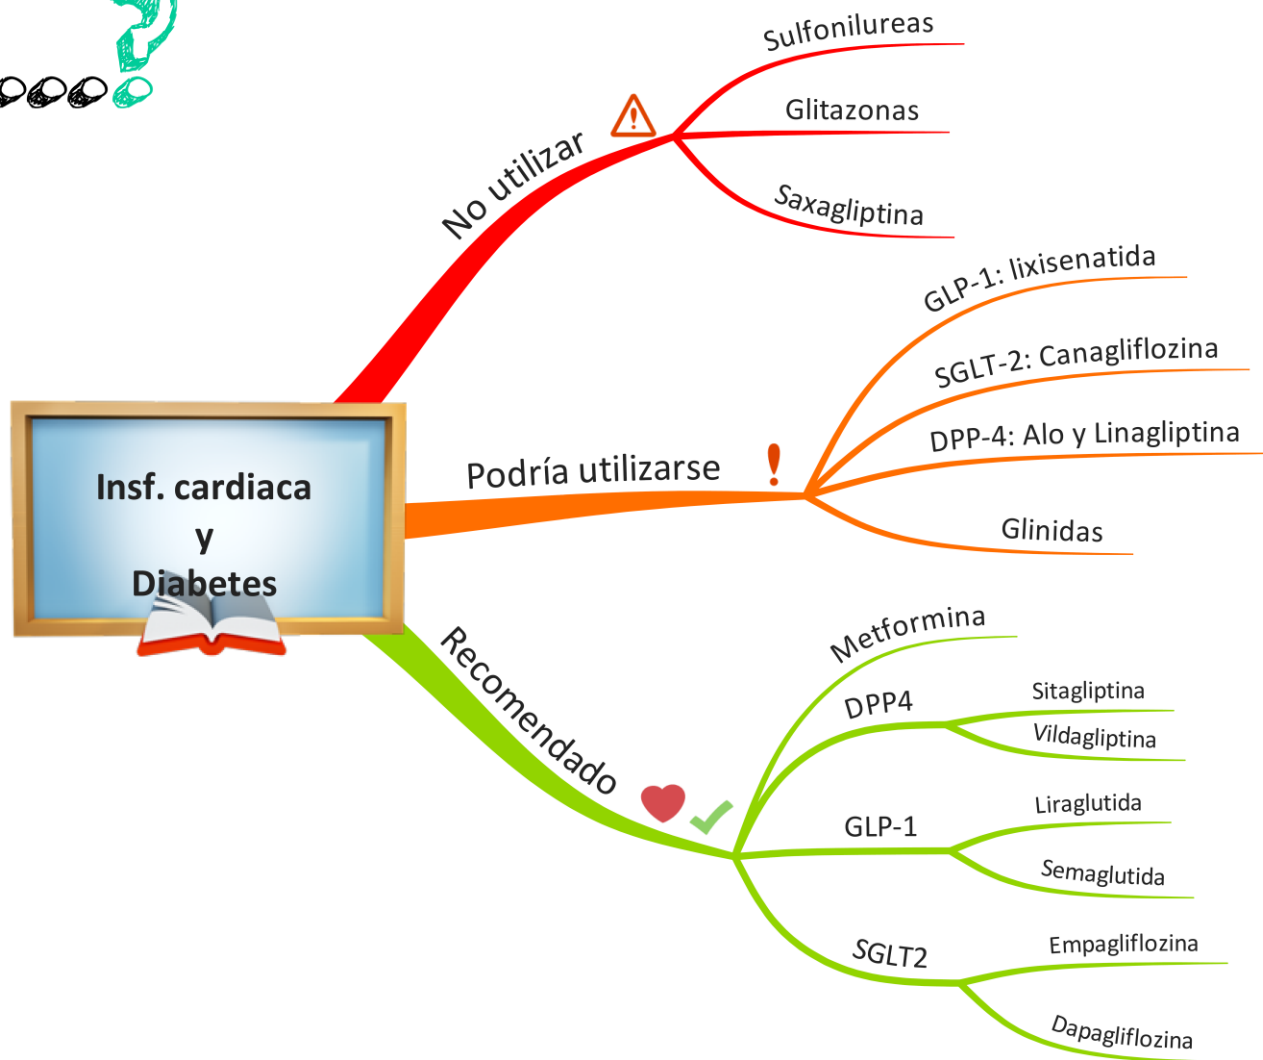 Sulfonilureas
Glitazonas
No utilizar
Saxagliptina
GLP-1: lixisenatida
SGLT-2: Canagliflozina
DPP-4: Alo y Linagliptina
Podría utilizarse
Glinidas
Insf. cardiaca
y
Diabetes
Recomendado
Metformina
DPP4
Sitagliptina
Vildagliptina
GLP-1
Liraglutida
Semaglutida
SGLT2
Empagliflozina
Dapagliflozina